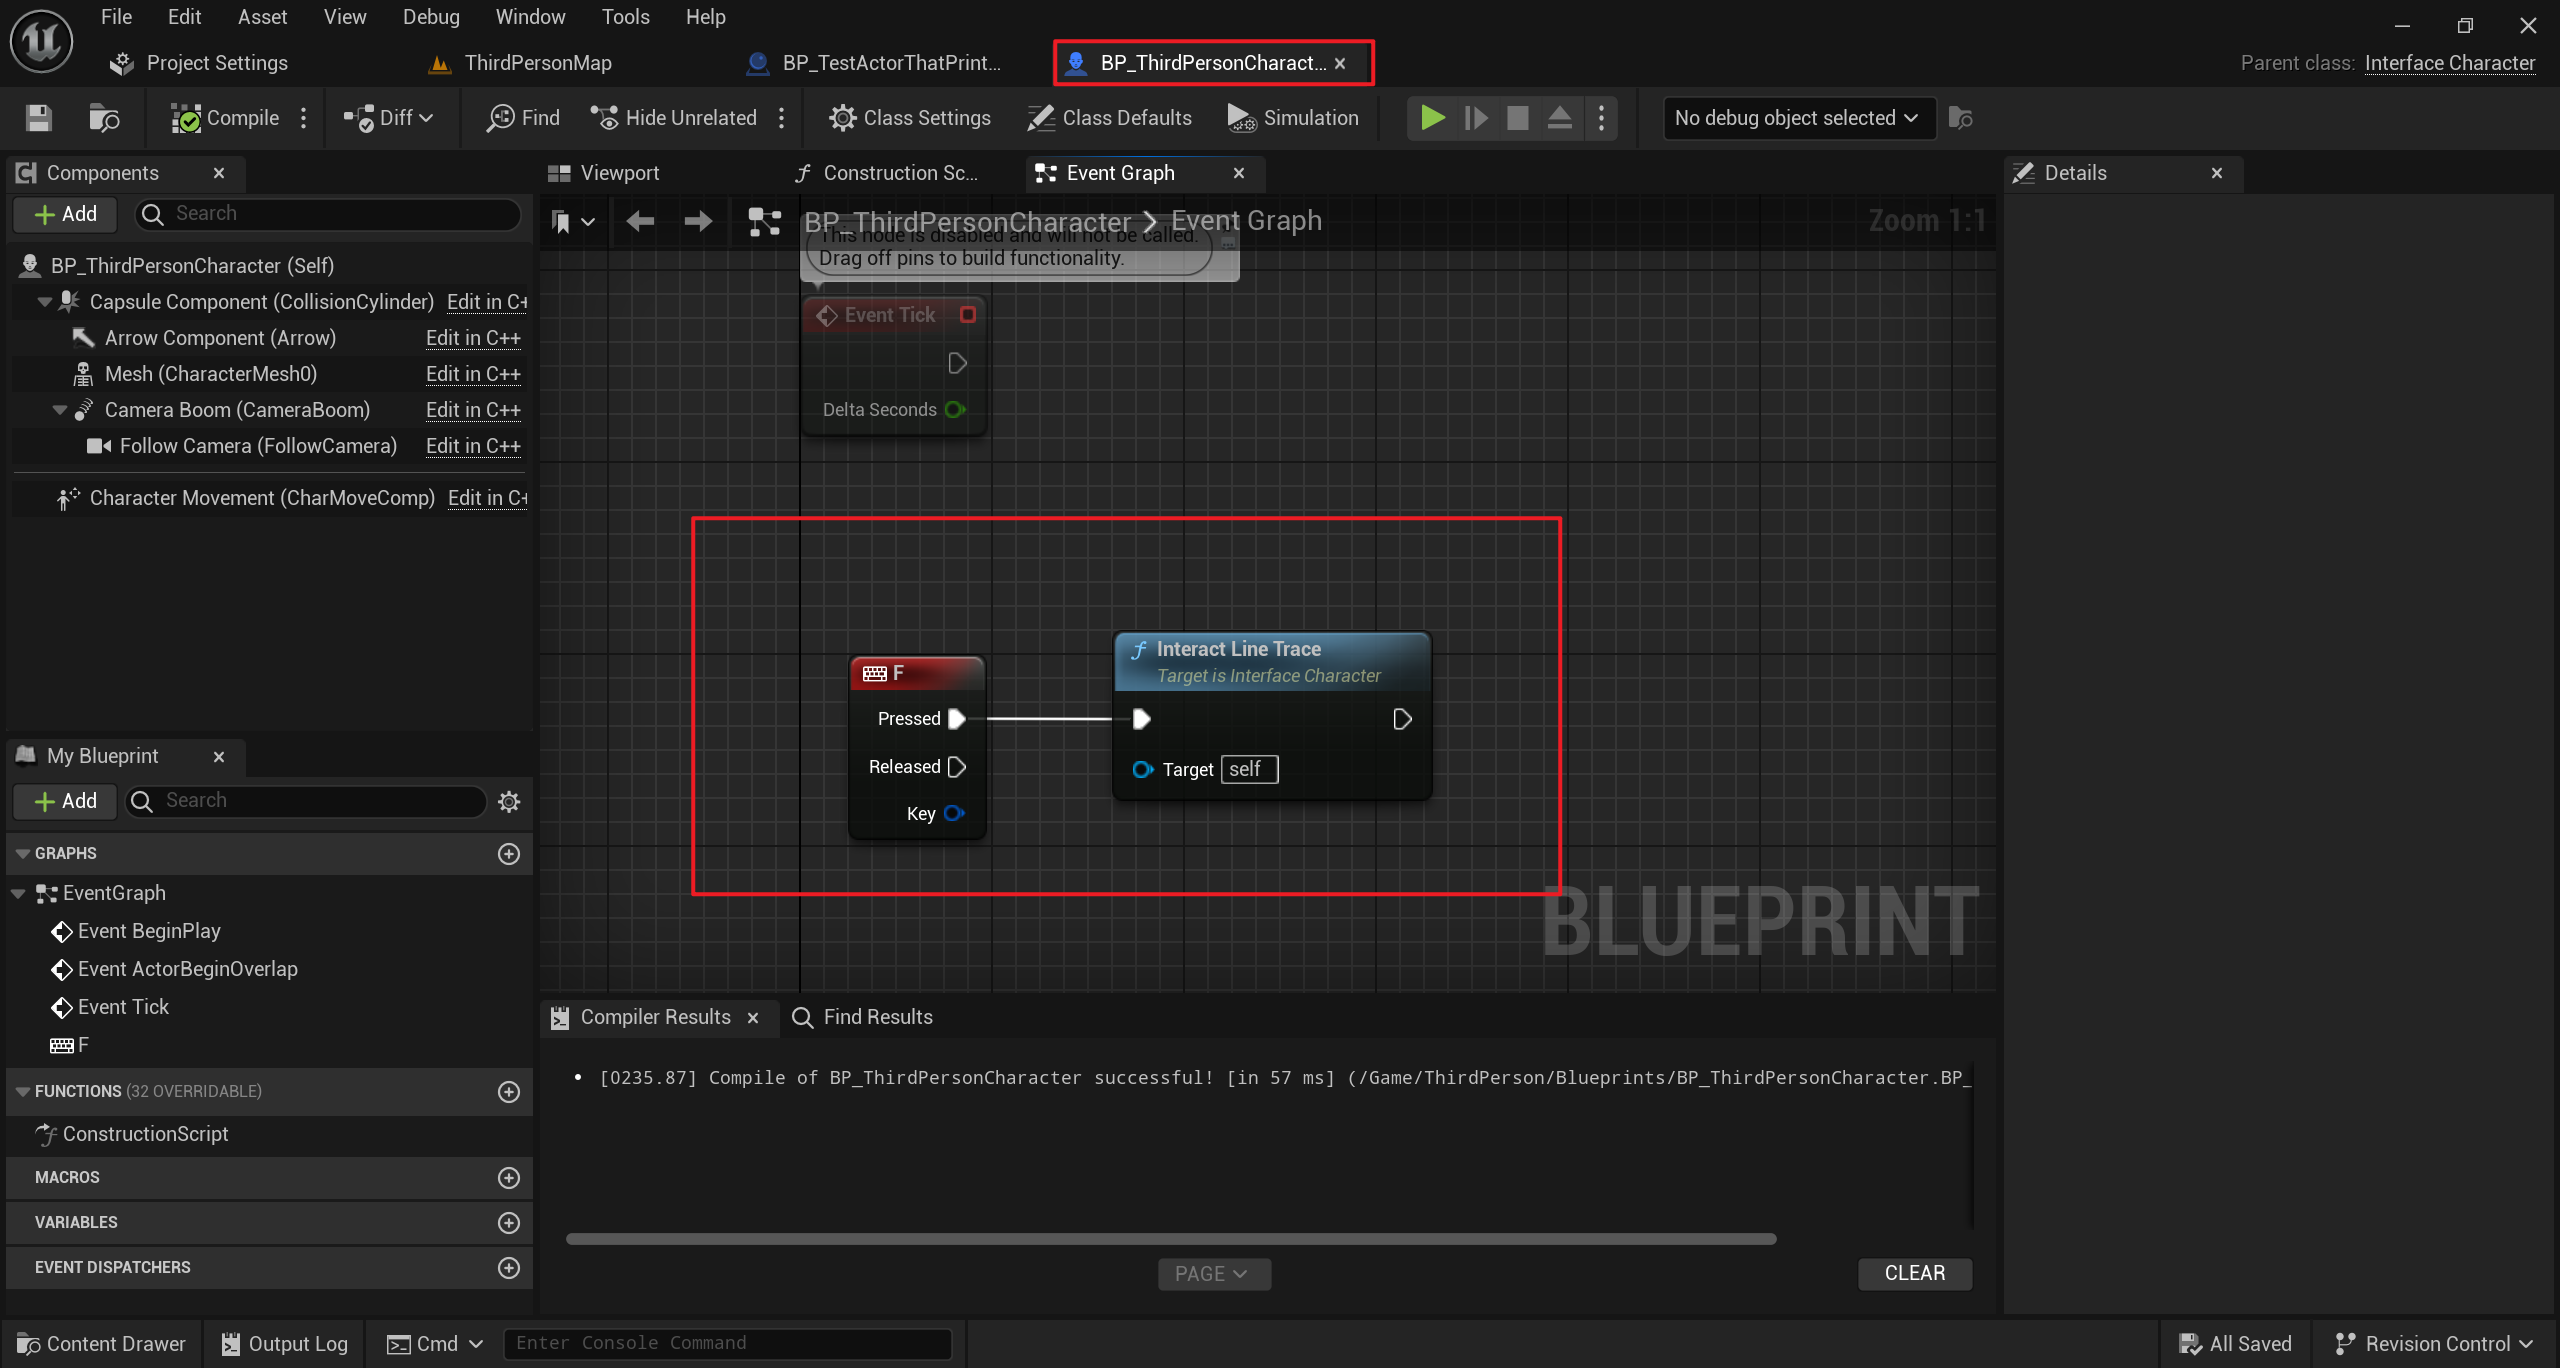 File Edit Asset View Debug Window Tools Help
Project Settings ThirdPersonMap BP_TestActorThatPrint... BP_ThirdPersonCharact... Parent class: Interface Character
Compile Diff Find Hide Unrelated Class Settings Class Defaults Simulation No debug object selected
Components
Add Search
BP_ThirdPersonCharacter (Self)
Capsule Component (CollisionCylinder) Edit in C+
Arrow Component (Arrow) Edit in C++
Mesh (CharacterMesh0) Edit in C++
Camera Boom (CameraBoom) Edit in C++
Follow Camera (FollowCamera) Edit in C++
Character Movement (CharMoveComp) Edit in C+
My Blueprint
Add Search
GRAPHS
EventGraph
Event BeginPlay
Event ActorBeginOverlap
Event Tick
F
FUNCTIONS (32 OVERRIDABLE)
ConstructionScript
MACROS
VARIABLES
EVENT DISPATCHERS
Viewport Construction Sc... Event Graph
BP_ThirdPersonCharacter > Event Graph Zoom 1:1
This node is disabled and will not be called.
Drag off pins to build functionality.
Event Tick
Delta Seconds
F
Pressed
Released
Key
Interact Line Trace
Target is Interface Character
Target self
BLUEPRINT
Compiler Results Find Results
• [0235.87] Compile of BP_ThirdPersonCharacter successful! [in 57 ms] (/Game/ThirdPerson/Blueprints/BP_ThirdPersonCharacter.BP_
PAGE CLEAR
Details
Content Drawer Output Log Cmd Enter Console Command All Saved Revision Control